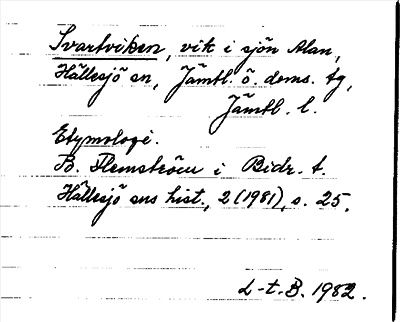 Svartviken, vik i sjön Alan,
Hällesjö sn, Jämtl. ö. doms. tg,
Jämtl. l.
Etymologi.
B. Flemström i Bidr. t.
Hällesjö sns hist., 2 (1981), s. 25.
L-t-B. 1982.